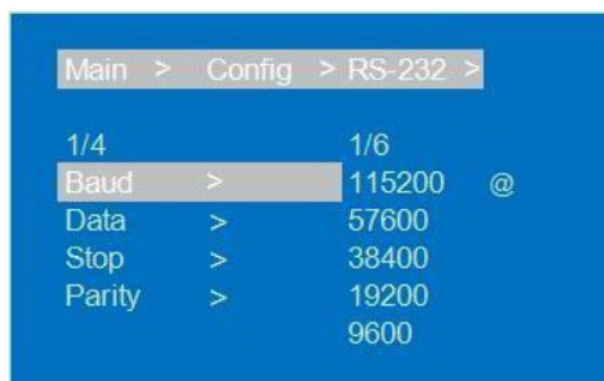 Main > Config > RS-232 >
1/4 1/6
Baud > 115200 @
Data > 57600
Stop > 38400
Parity > 19200
9600